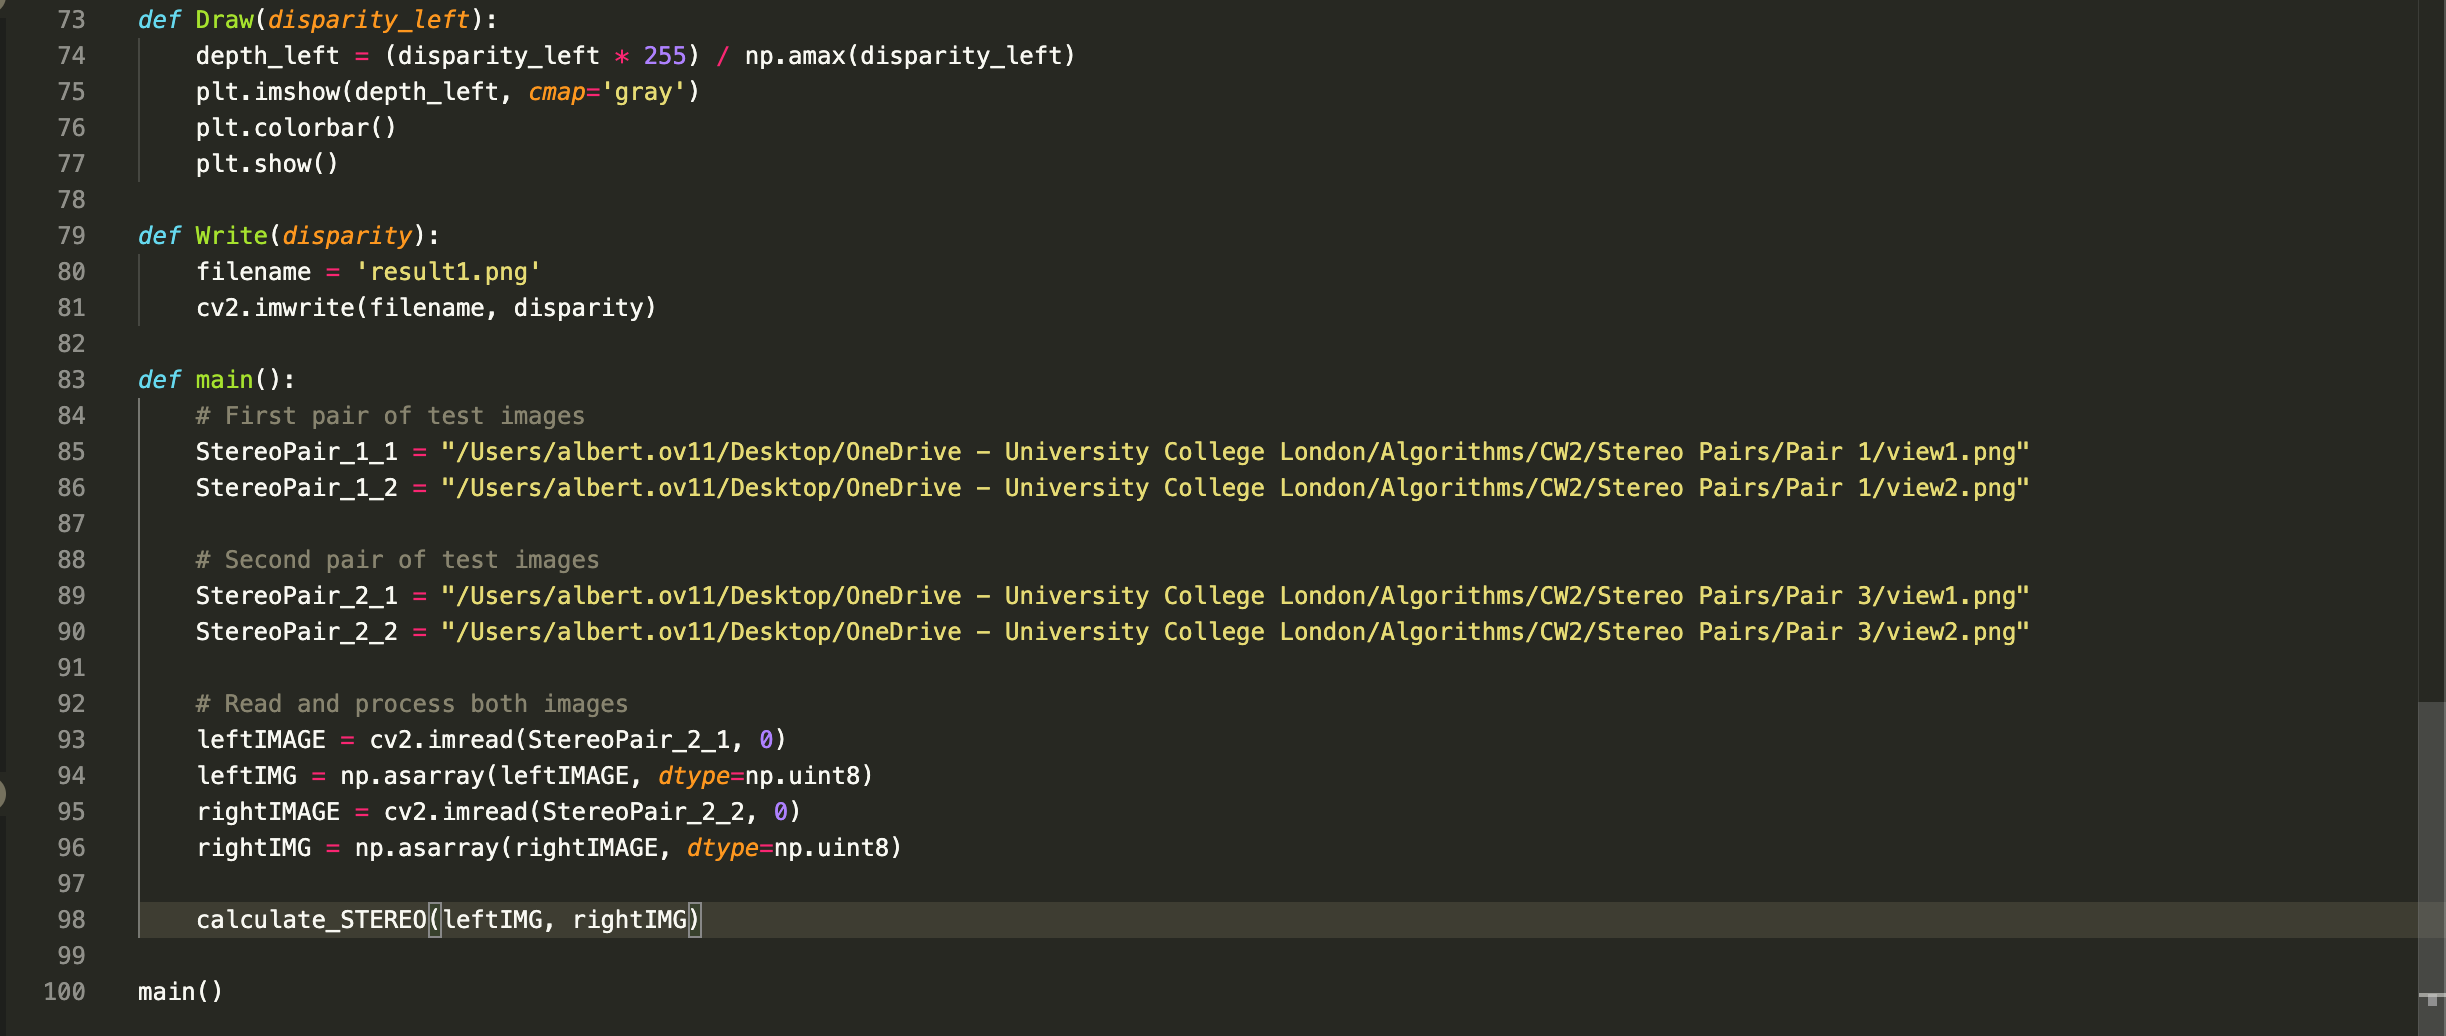 73 def Draw(disparity_left):
74     depth_left = (disparity_left * 255) / np.amax(disparity_left)
75     plt.imshow(depth_left, cmap='gray')
76     plt.colorbar()
77     plt.show()
78
79 def Write(disparity):
80     filename = 'result1.png'
81     cv2.imwrite(filename, disparity)
82
83 def main():
84     # First pair of test images
85     StereoPair_1_1 = "/Users/albert.ov11/Desktop/OneDrive – University College London/Algorithms/CW2/Stereo Pairs/Pair 1/view1.png"
86     StereoPair_1_2 = "/Users/albert.ov11/Desktop/OneDrive – University College London/Algorithms/CW2/Stereo Pairs/Pair 1/view2.png"
87
88     # Second pair of test images
89     StereoPair_2_1 = "/Users/albert.ov11/Desktop/OneDrive – University College London/Algorithms/CW2/Stereo Pairs/Pair 3/view1.png"
90     StereoPair_2_2 = "/Users/albert.ov11/Desktop/OneDrive – University College London/Algorithms/CW2/Stereo Pairs/Pair 3/view2.png"
91
92     # Read and process both images
93     leftIMAGE = cv2.imread(StereoPair_2_1, 0)
94     leftIMG = np.asarray(leftIMAGE, dtype=np.uint8)
95     rightIMAGE = cv2.imread(StereoPair_2_2, 0)
96     rightIMG = np.asarray(rightIMAGE, dtype=np.uint8)
97
98     calculate_STEREO(leftIMG, rightIMG)
99
100 main()